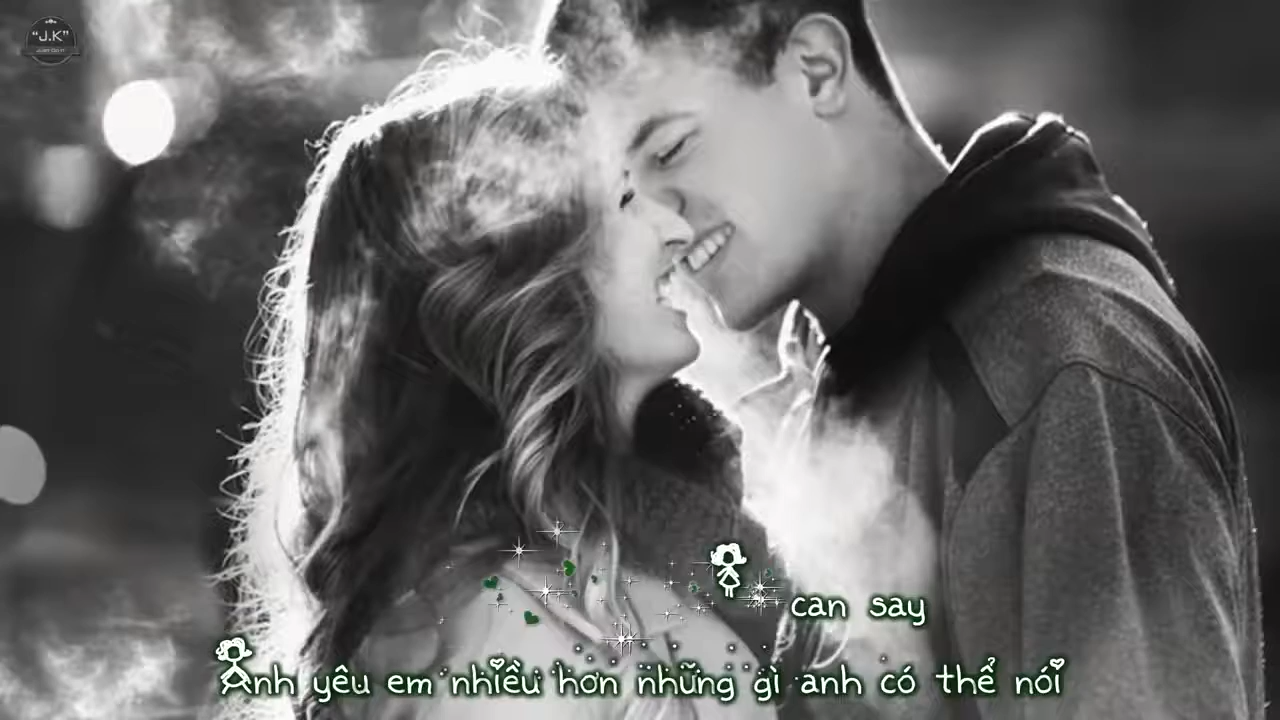 "J.K"
can say
Anh yêu em nhiều hơn những gì anh có thể nói